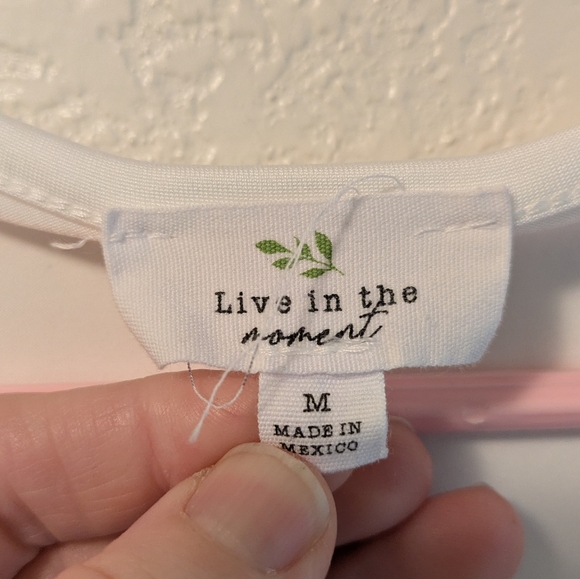 Live in the
moment
M
MADE IN
MEXICO